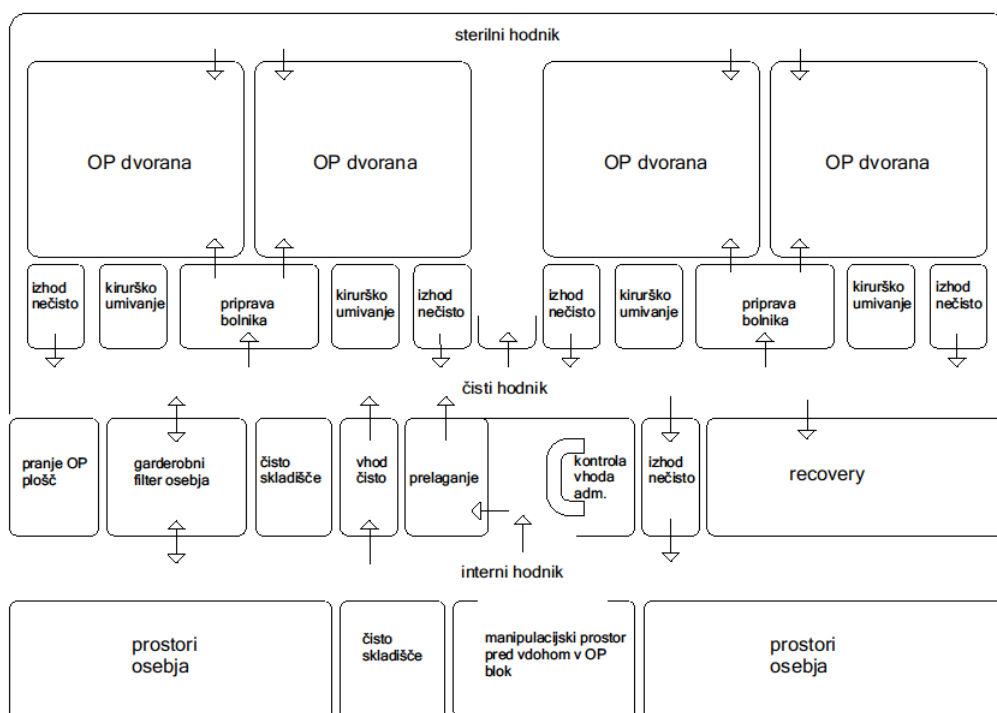 sterilni hodnik
OP dvorana
OP dvorana
OP dvorana
OP dvorana
izhod
nečisto
kirurško
umivanje
priprava
bolnika
kirurško
umivanje
izhod
nečisto
izhod
nečisto
kirurško
umivanje
priprava
bolnika
kirurško
umivanje
izhod
nečisto
čisti hodnik
pranje OP
plošč
garderobni
filter osebja
čisto
skladišče
vhod
čisto
prelaganje
kontrola
vhoda
adm.
izhod
nečisto
recovery
interni hodnik
prostori
osebja
čisto
skladišče
manipulacijski prostor
pred vdohom v OP
blok
prostori
osebja